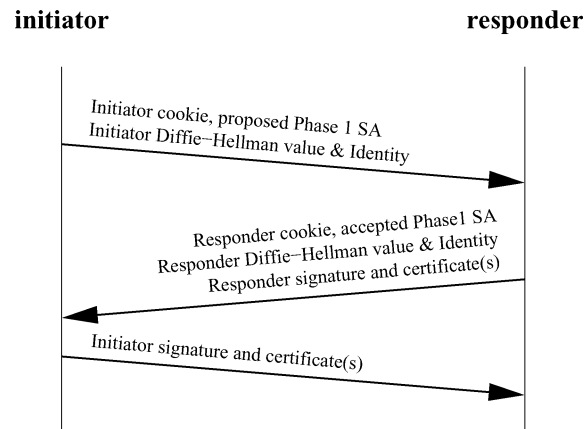 initiator
responder
Initiator cookie, proposed Phase 1 SA
Initiator Diffie−Hellman value & Identity
Responder cookie, accepted Phase1 SA
Responder Diffie−Hellman value & Identity
Responder signature and certificate(s)
Initiator signature and certificate(s)